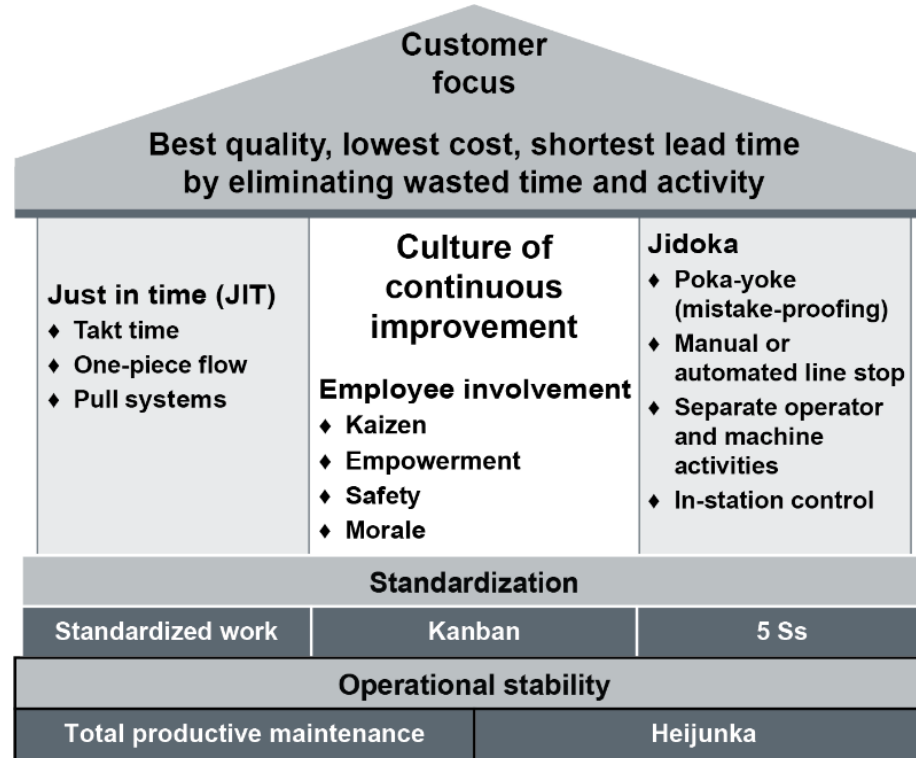 Customer
focus
Best quality, lowest cost, shortest lead time
by eliminating wasted time and activity
Just in time (JIT)
♦ Takt time
♦ One-piece flow
♦ Pull systems
Culture of
continuous
improvement
Employee involvement
♦ Kaizen
♦ Empowerment
♦ Safety
♦ Morale
Jidoka
♦ Poka-yoke
(mistake-proofing)
♦ Manual or
automated line stop
♦ Separate operator
and machine
activities
♦ In-station control
Standardization
Standardized work
Kanban
5 Ss
Operational stability
Total productive maintenance
Heijunka